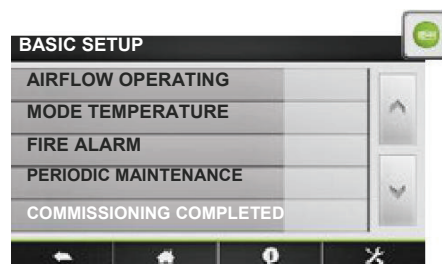 BASIC SETUP
AIRFLOW OPERATING
MODE TEMPERATURE
FIRE ALARM
PERIODIC MAINTENANCE
COMMISSIONING COMPLETED